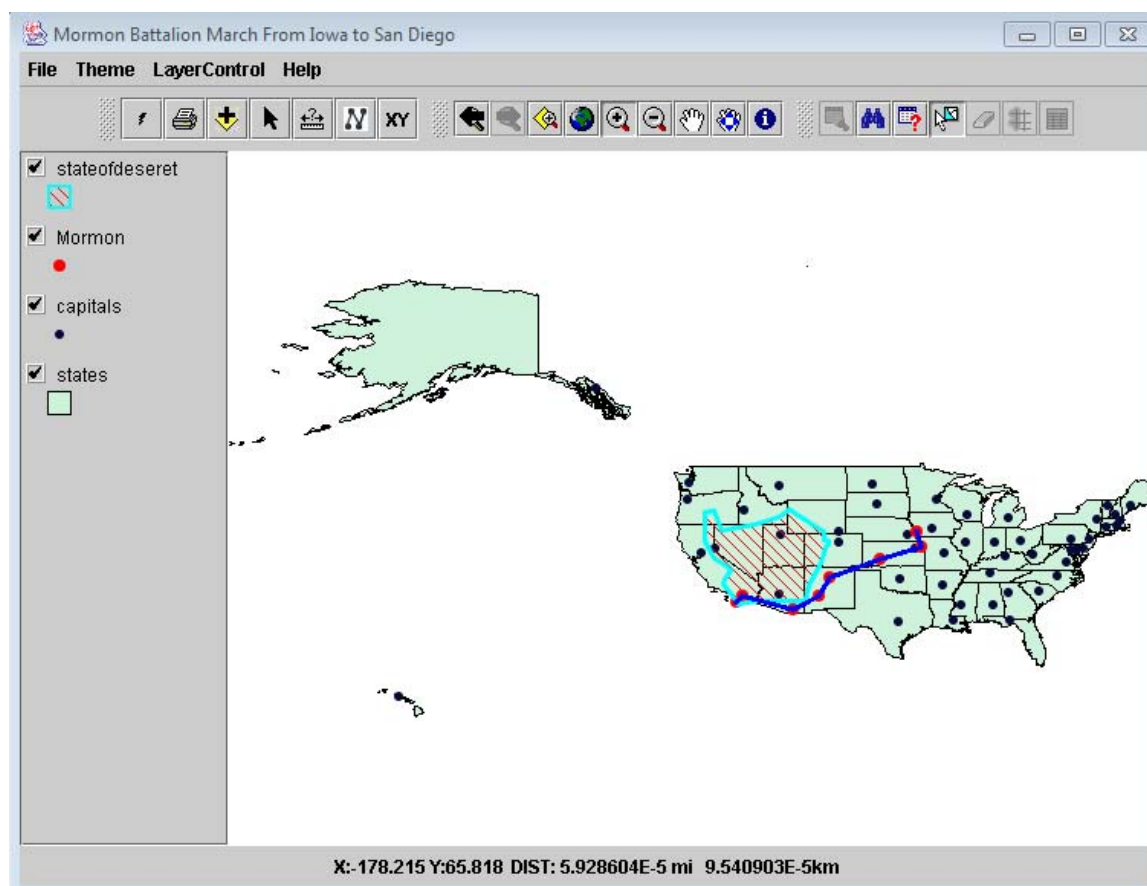 Mormon Battalion March From Iowa to San Diego
File Theme LayerControl Help
XY
stateofdeseret
Mormon
capitals
states
X:-178.215 Y:65.818 DIST: 5.928604E-5 mi 9.540903E-5km